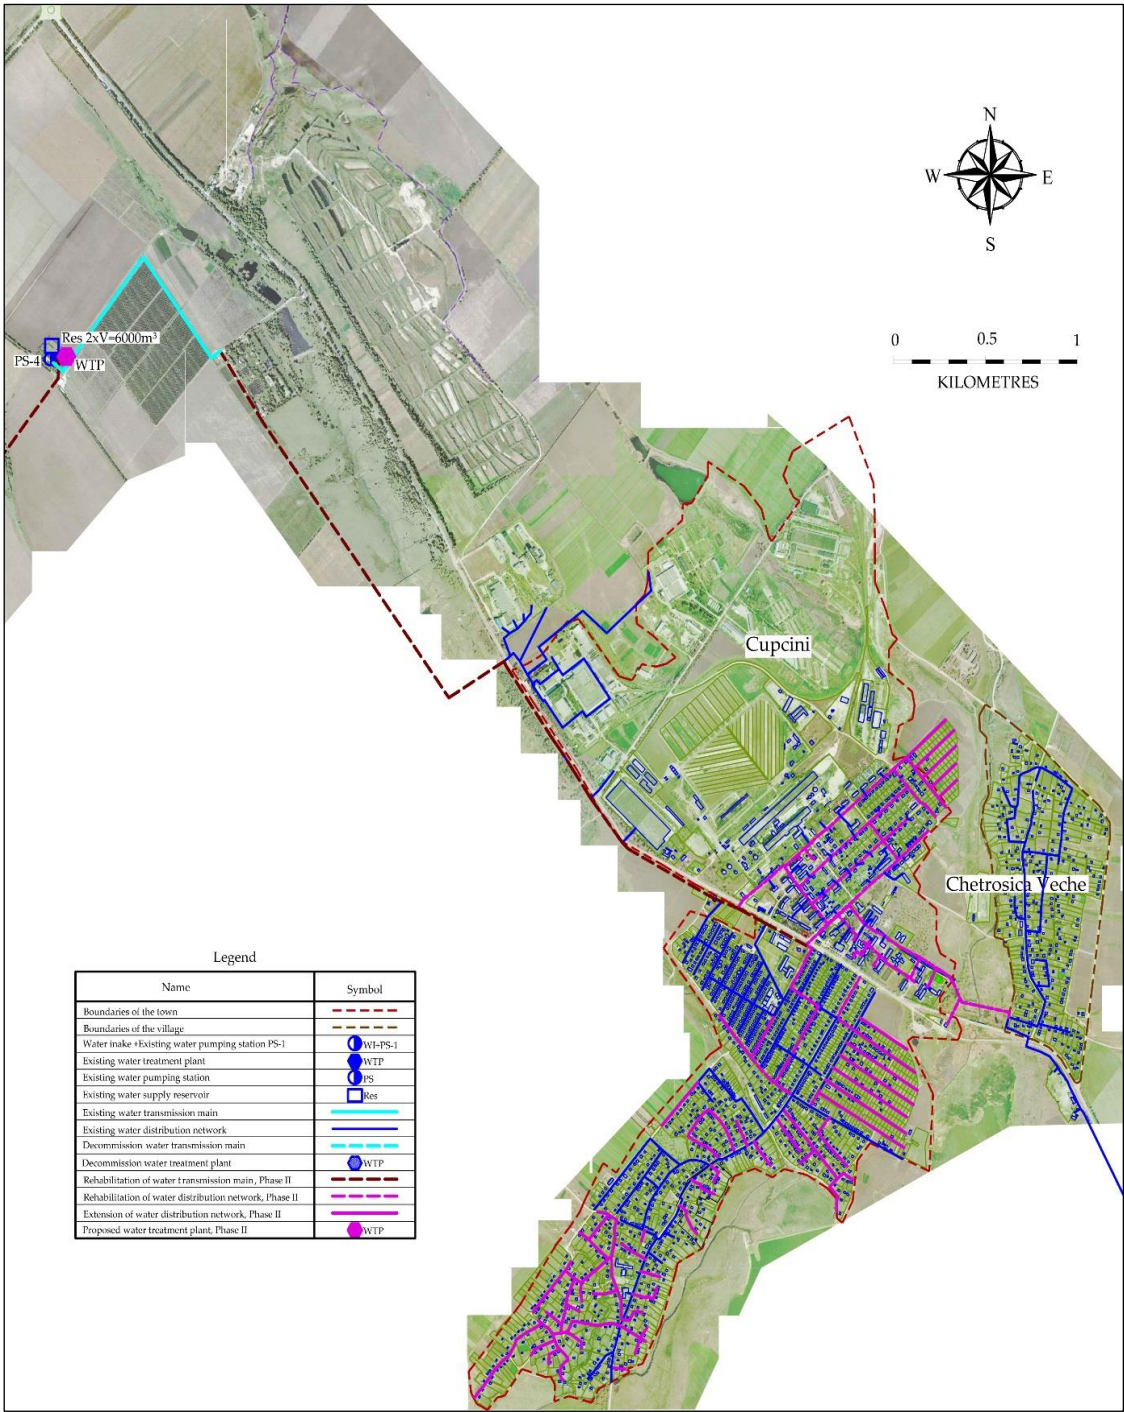 N
W
E
S
0 0.5 1
KILOMETRES
Res 2xV=6000m³
PS-4
WTP
Cupcini
Chetrosica Veche
Legend
Name Symbol
Boundaries of the town
Boundaries of the village
Water inake +Existing water pumping station PS-1 WI+PS-1
Existing water treatment plant WTP
Existing water pumping station PS
Existing water supply reservoir Res
Existing water transmission main
Existing water distribution network
Decommission water transmission main
Decommission water treatment plant WTP
Rehabilitation of water transmission main, Phase II
Rehabilitation of water distribution network, Phase II
Extension of water distribution network, Phase II
Proposed water treatment plant, Phase II WTP